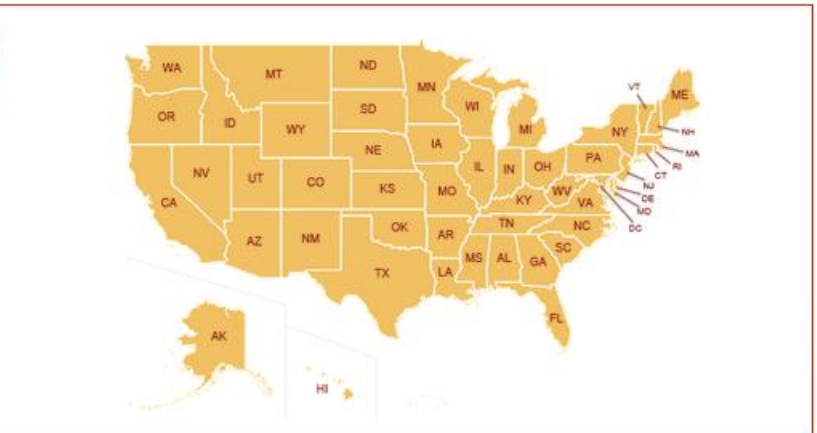 WA
MT
ND
MN
OR
ID
WY
SD
WI
MI
NY
VT
ME
NH
MA
RI
CT
NJ
DE
MD
DC
NV
UT
CO
NE
IA
IL
IN
OH
PA
CA
KS
MO
KY
WV
VA
AZ
NM
OK
AR
TN
NC
SC
TX
LA
MS
AL
GA
FL
AK
HI